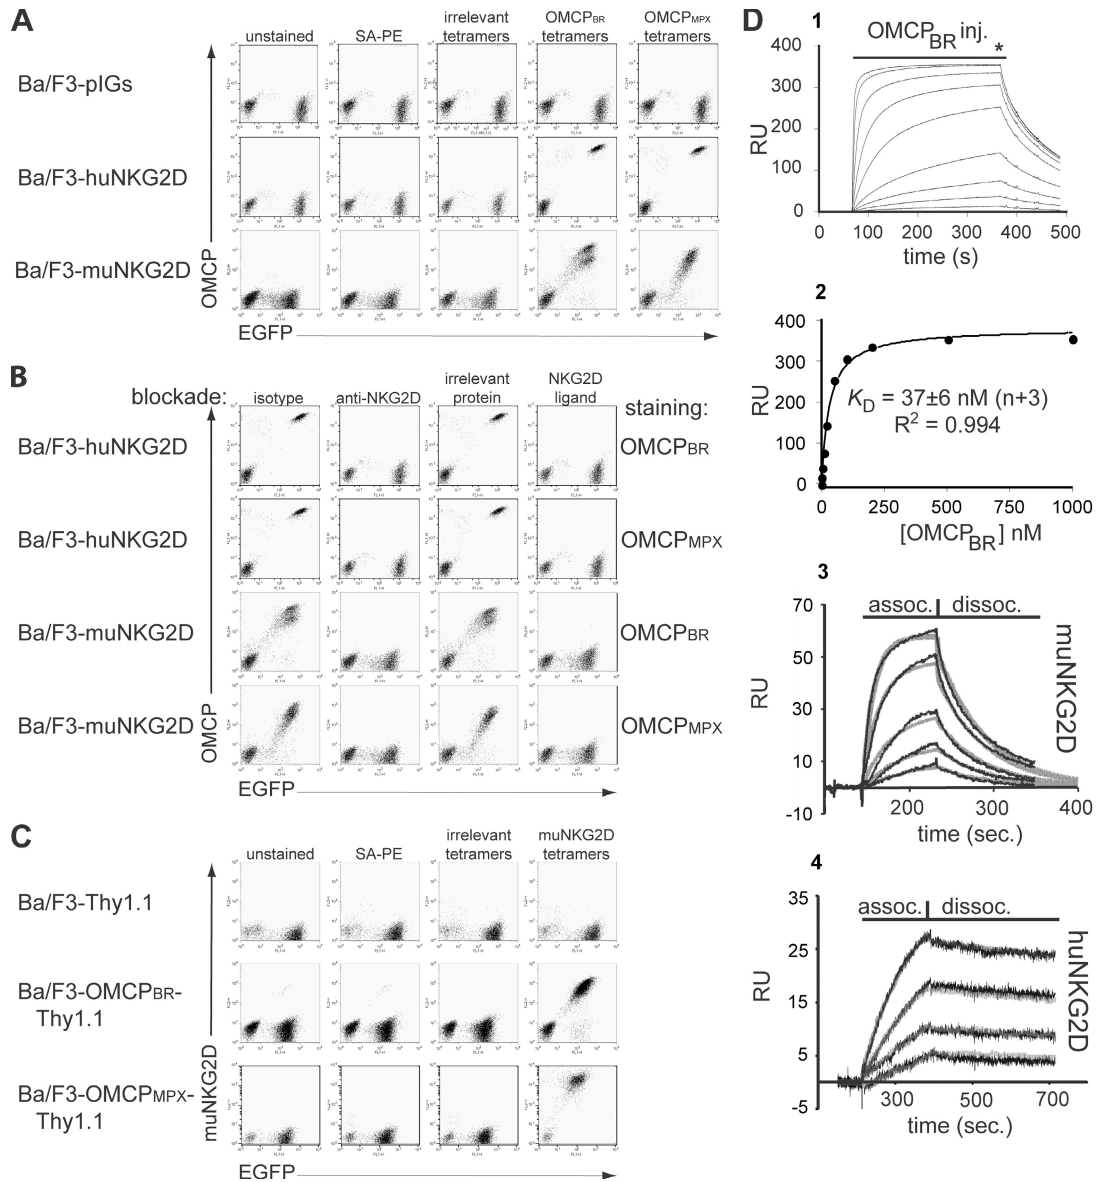 A
unstained
SA-PE
irrelevant
tetramers
OMCPBR
tetramers
OMCPMPX
tetramers
Ba/F3-pIGs
Ba/F3-huNKG2D
Ba/F3-muNKG2D
OMCP
EGFP
B
blockade:
isotype
anti-NKG2D
irrelevant
protein
NKG2D
ligand
staining:
Ba/F3-huNKG2D
OMCPBR
Ba/F3-huNKG2D
OMCPMPX
Ba/F3-muNKG2D
OMCPBR
Ba/F3-muNKG2D
OMCPMPX
OMCP
EGFP
C
unstained
SA-PE
irrelevant
tetramers
muNKG2D
tetramers
Ba/F3-Thy1.1
Ba/F3-OMCPBR-
Thy1.1
Ba/F3-OMCPMPX-
Thy1.1
muNKG2D
EGFP
D
1
OMCPBR inj.
*
400
300
200
100
0
RU
0 100 200 300 400 500
time (s)
2
400
300
200
100
0
RU
KD = 37±6 nM (n+3)
R2 = 0.994
0 250 500 750 1000
[OMCPBR] nM
3
assoc. dissoc.
70
50
30
10
-10
RU
muNKG2D
200 300 400
time (sec.)
4
assoc. dissoc.
35
25
15
5
-5
RU
huNKG2D
300 500 700
time (sec.)